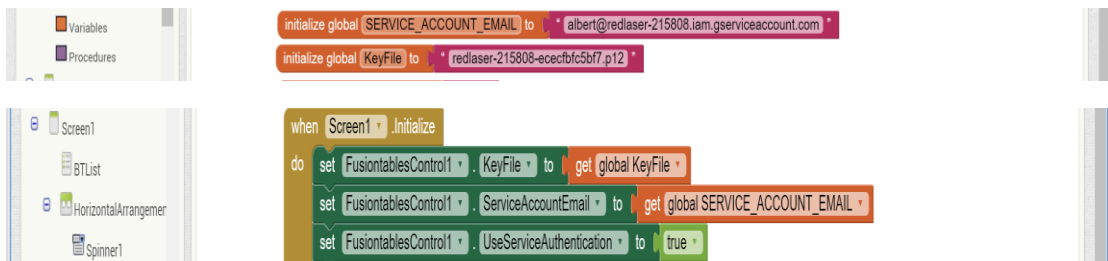 Variables
Procedures
initialize global SERVICE_ACCOUNT_EMAIL to " albert@redlaser-215808.iam.gserviceaccount.com "
initialize global KeyFile to " redlaser-215808-ececfbfc5bf7.p12 "
Screen1
BTList
HorizontalArrangemer
Spinner1
when Screen1 .Initialize
do set FusiontablesControl1 . KeyFile to get global KeyFile
set FusiontablesControl1 . ServiceAccountEmail to get global SERVICE_ACCOUNT_EMAIL
set FusiontablesControl1 . UseServiceAuthentication to true